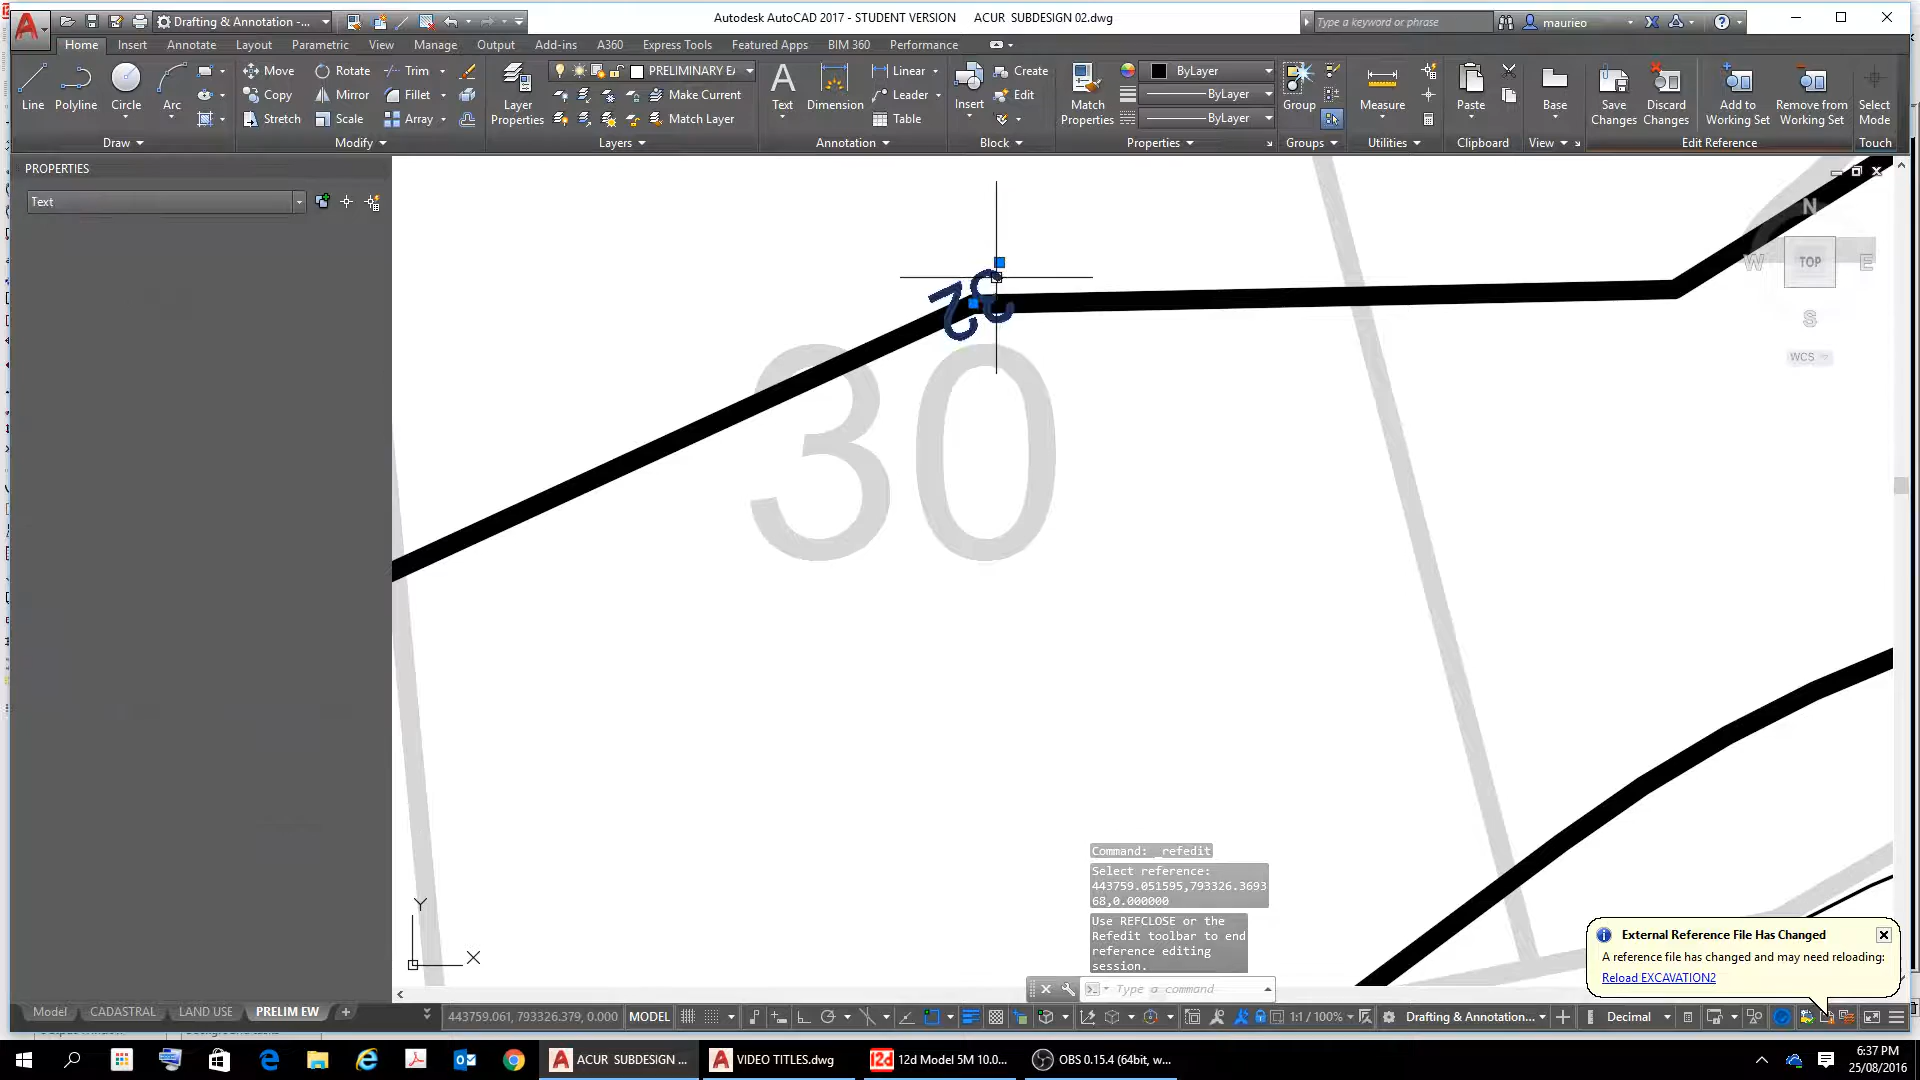 Drafting & Annotation -...
Autodesk AutoCAD 2017 - STUDENT VERSION ACUR SUBDESIGN 02.dwg
Type a keyword or phrase
maurieo
Home Insert Annotate Layout Parametric View Manage Output Add-ins A360 Express Tools Featured Apps BIM 360 Performance
Line
Polyline
Circle
Arc
Move
Rotate
Trim
Copy
Mirror
Fillet
Stretch
Scale
Array
Layer
Properties
PRELIMINARY EA
Make Current
Match Layer
Text
Dimension
Linear
Leader
Table
Insert
Create
Edit
Match
Properties
ByLayer
ByLayer
ByLayer
Group
Measure
Paste
Base
Save
Changes
Discard
Changes
Add to
Working Set
Remove from
Working Set
Select
Mode
Draw
Modify
Layers
Annotation
Block
Properties
Groups
Utilities
Clipboard
View
Edit Reference
Touch
PROPERTIES
Text
N
W
TOP
E
S
WCS
32
30
Y
X
Command: _refedit
Select reference:
443759.051595,793326.3693
68,0.000000
Use REFCLOSE or the
Refedit toolbar to end
reference editing
session.
Type a command
External Reference File Has Changed
A reference file has changed and may need reloading:
Reload EXCAVATION2
Model CADASTRAL LAND USE PRELIM EW
443759.061, 793326.379, 0.000 MODEL
1:1 / 100%
Drafting & Annotation...
Decimal
ACUR SUBDESIGN ...
VIDEO TITLES.dwg
12d Model 5M 10.0...
OBS 0.15.4 (64bit, w...
6:37 PM
25/08/2016